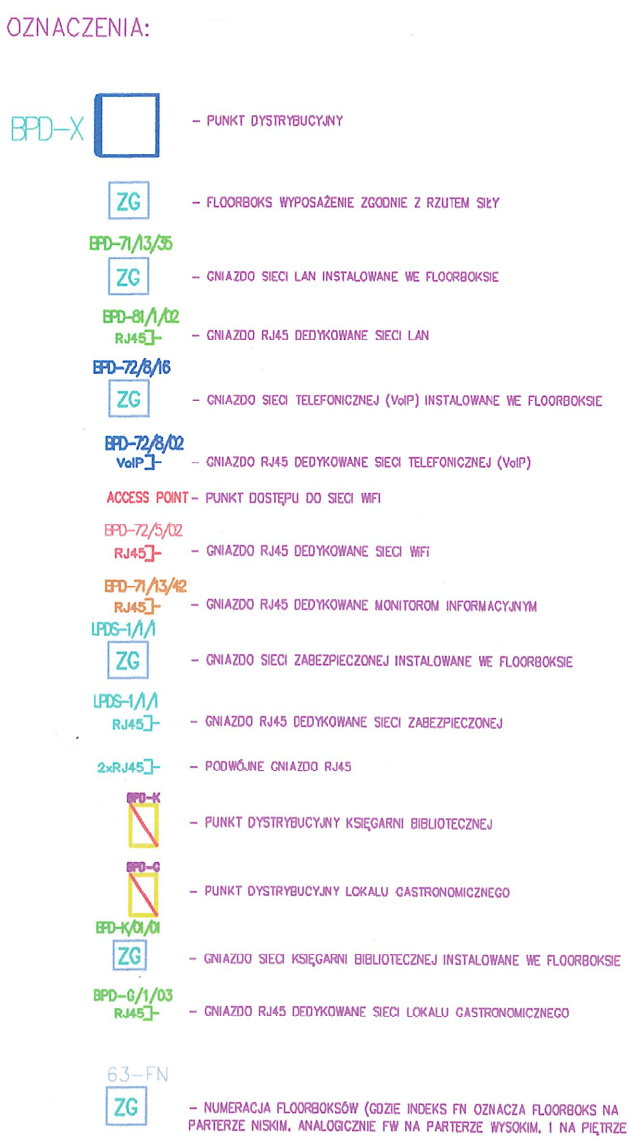 OZNACZENIA:
BPD-X - PUNKT DYSTRYBUCYJNY
ZG - FLOORBOKS WYPOSAŻENIE ZGODNIE Z RZUTEM SIŁY
BPD-71/13/35
ZG - GNIAZDO SIECI LAN INSTALOWANE WE FLOORBOKSIE
BPD-81/1/02
RJ45 - GNIAZDO RJ45 DEDYKOWANE SIECI LAN
BPD-72/8/16
ZG - GNIAZDO SIECI TELEFONICZNEJ (VoIP) INSTALOWANE WE FLOORBOKSIE
BPD-72/8/02
VoIP - GNIAZDO RJ45 DEDYKOWANE SIECI TELEFONICZNEJ (VoIP)
ACCESS POINT - PUNKT DOSTĘPU DO SIECI WIFI
BPD-72/5/02
RJ45 - GNIAZDO RJ45 DEDYKOWANE SIECI WiFi
BPD-71/13/42
RJ45 - GNIAZDO RJ45 DEDYKOWANE MONITOROM INFORMACYJNYM
LPDS-1/1/1
ZG - GNIAZDO SIECI ZABEZPIECZONEJ INSTALOWANE WE FLOORBOKSIE
LPDS-1/1/1
RJ45 - GNIAZDO RJ45 DEDYKOWANE SIECI ZABEZPIECZONEJ
2xRJ45 - PODWÓJNE GNIAZDO RJ45
BPD-K
- PUNKT DYSTRYBUCYJNY KSIĘGARNI BIBLIOTECZNEJ
BPD-G
- PUNKT DYSTRYBUCYJNY LOKALU GASTRONOMICZNEGO
BPD-K/01/01
ZG - GNIAZDO SIECI KSIĘGARNI BIBLIOTECZNEJ INSTALOWANE WE FLOORBOKSIE
BPD-G/1/03
RJ45 - GNIAZDO RJ45 DEDYKOWANE SIECI LOKALU GASTRONOMICZNEGO
63-FN
ZG - NUMERACJA FLOORBOKSÓW (GDZIE INDEKS FN OZNACZA FLOORBOKS NA
PARTERZE NISKIM, ANALOGICZNIE FW NA PARTERZE WYSOKIM, 1 NA PIĘTRZE